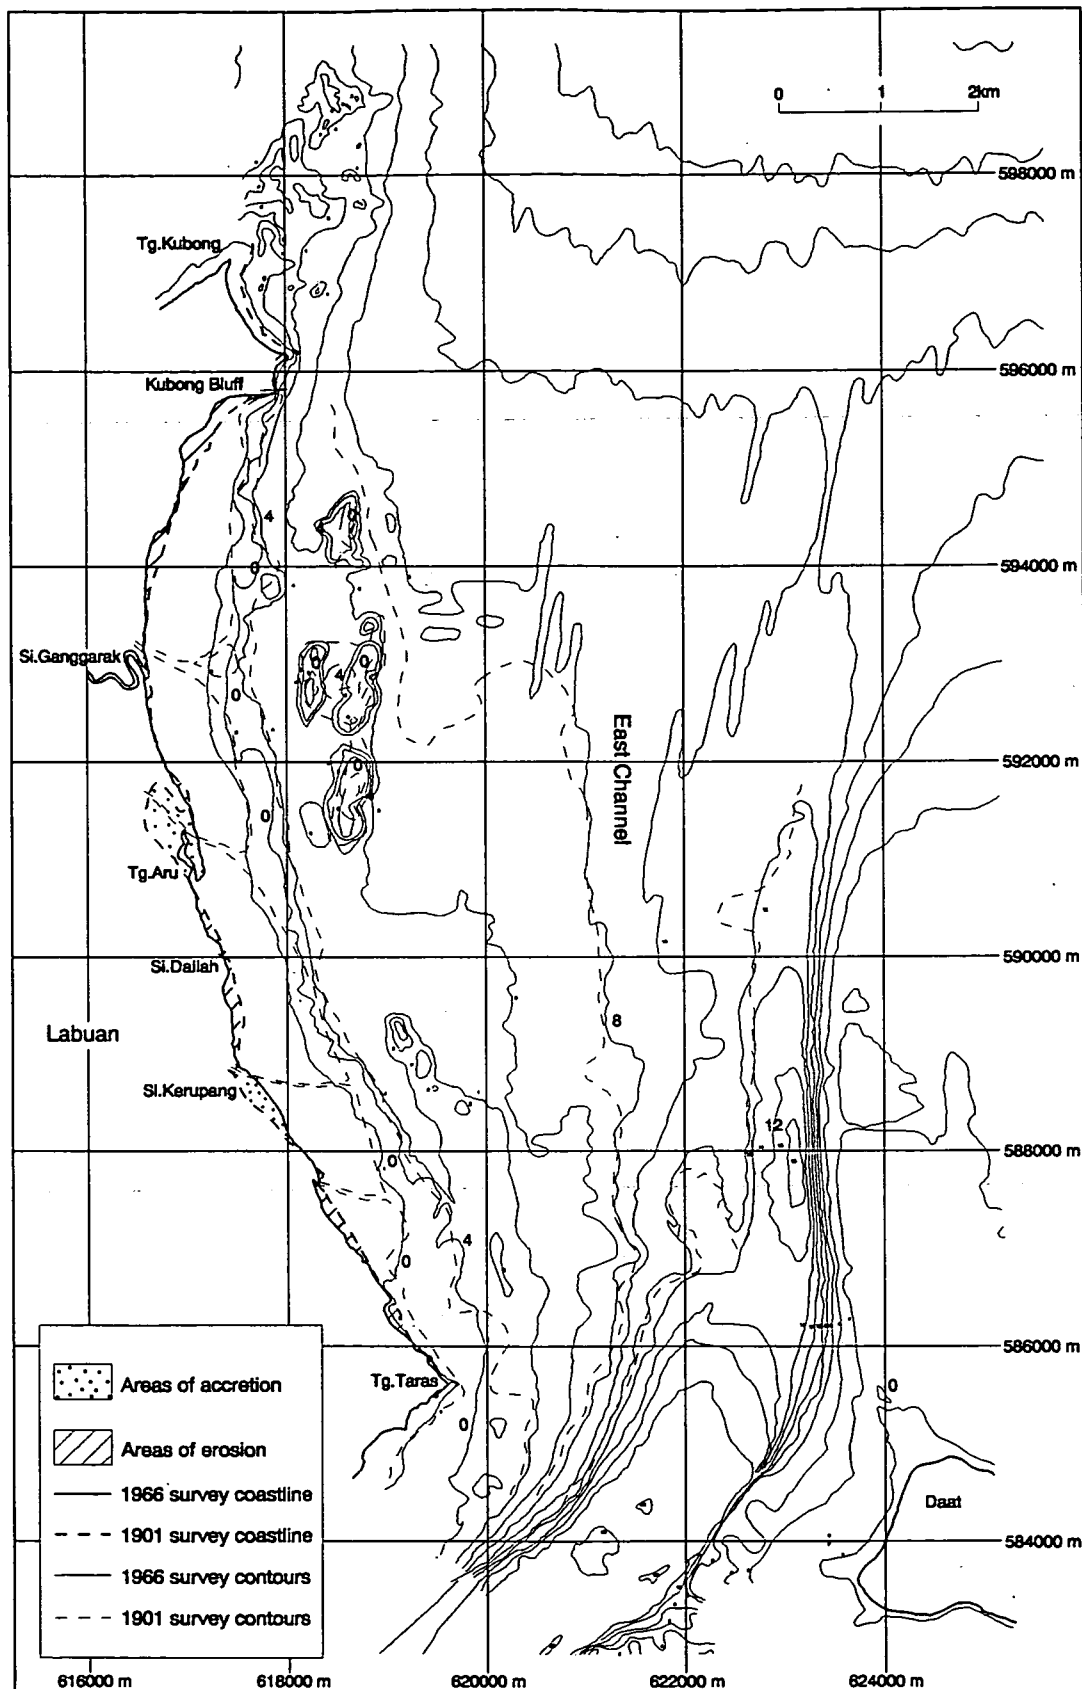 0 1 2km
598000 m
Tg.Kubong
596000 m
Kubong Bluff
4
0
594000 m
Si.Ganggarak
0
0
4
0
East Channel
592000 m
0
0
Tg.Aru
590000 m
Si.Dallah
8
Labuan
Sl.Kerupang
12
588000 m
0
4
0
586000 m
Tg.Taras
0
0
Areas of accretion
Areas of erosion
1966 survey coastline
1901 survey coastline
1966 survey contours
1901 survey contours
Daat
584000 m
616000 m 618000 m 620000 m 622000 m 624000 m